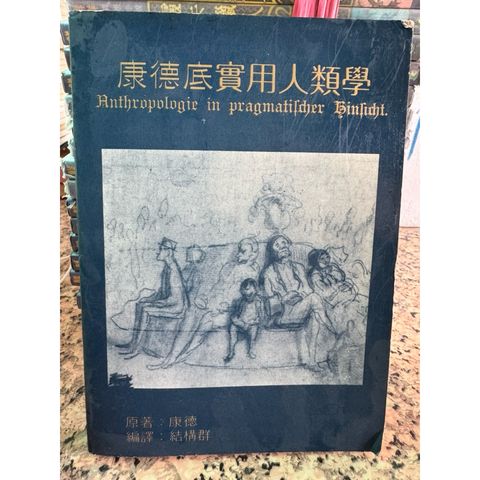 康德底實用人類學
Anthropologie in pragmatiſcher Hinſicht.
原著：康德
編譯：結構群